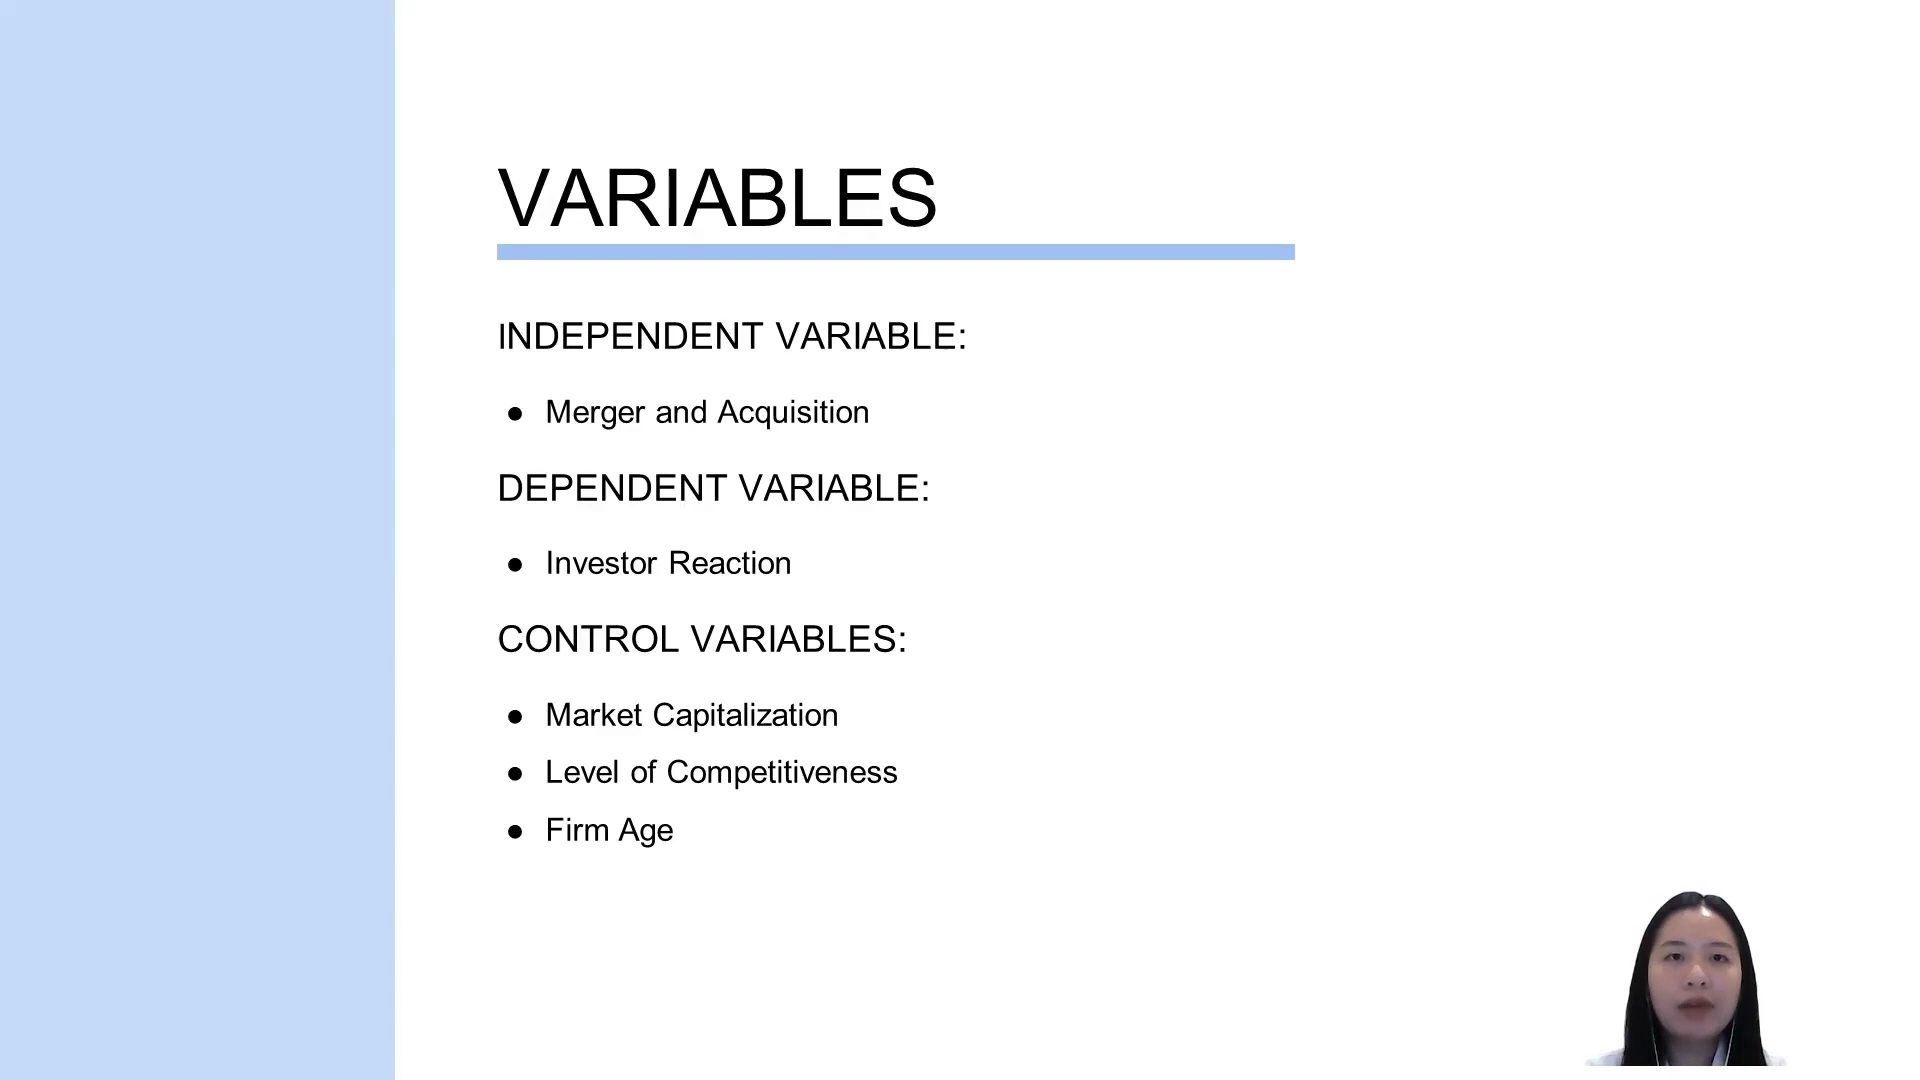 VARIABLES
INDEPENDENT VARIABLE:
● Merger and Acquisition
DEPENDENT VARIABLE:
● Investor Reaction
CONTROL VARIABLES:
● Market Capitalization
● Level of Competitiveness
● Firm Age